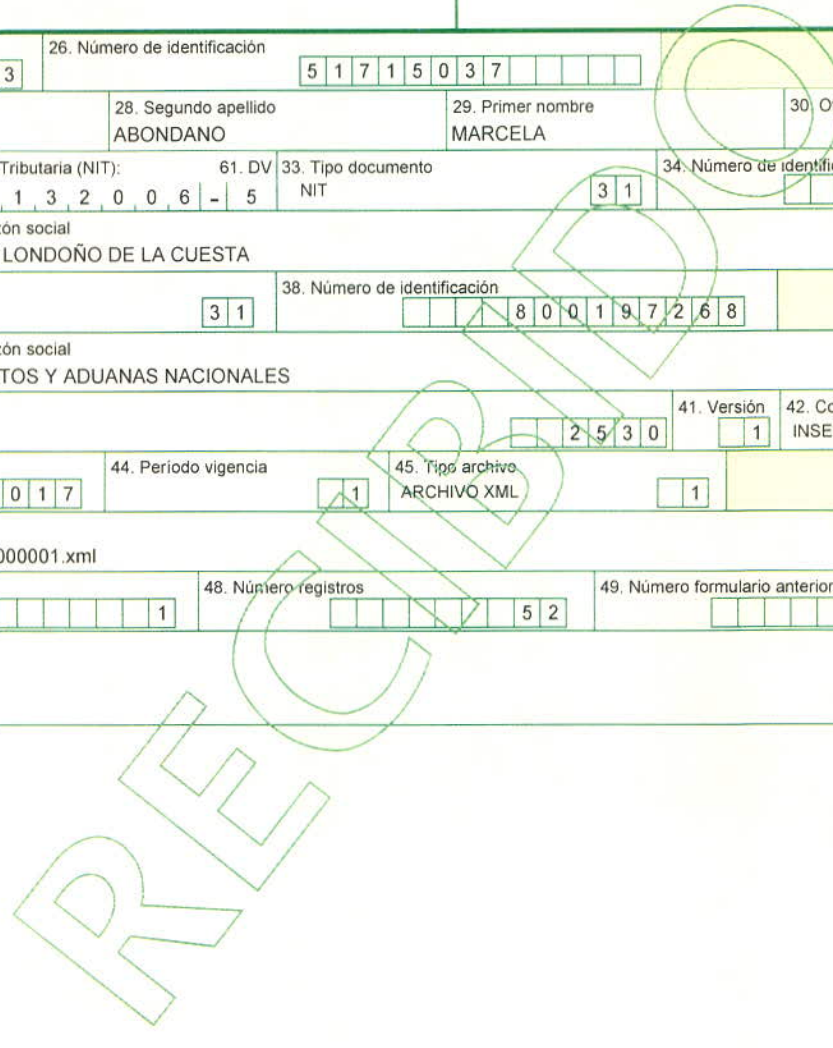 26. Número de identificación
3 5 1 7 1 5 0 3 7
28. Segundo apellido 29. Primer nombre 30. O
ABONDANO MARCELA
Tributaria (NIT): 61. DV 33. Tipo documento 34. Número de identific
1 3 2 0 0 6 - 5 NIT 3 1
ón social
LONDOÑO DE LA CUESTA
38. Número de identificación
3 1 8 0 0 1 9 7 2 6 8
ón social
TOS Y ADUANAS NACIONALES
41. Versión 42. Co
2 5 3 0 1 INSE
44. Periodo vigencia 45. Tipo archivo
0 1 7 1 ARCHIVO XML 1
000001.xml
48. Número registros 49. Número formulario anterior
1 5 2
RECIBIDO